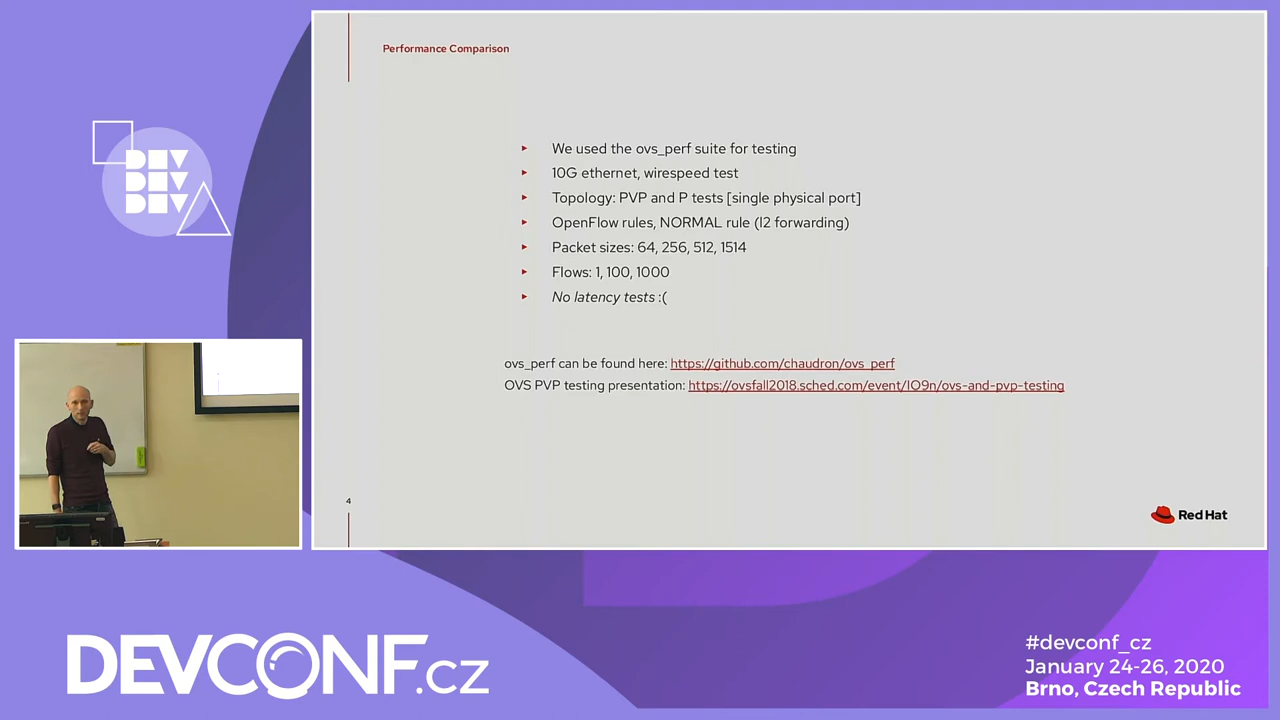 Performance Comparison
We used the ovs_perf suite for testing
10G ethernet, wirespeed test
Topology: PVP and P tests [single physical port]
OpenFlow rules, NORMAL rule (l2 forwarding)
Packet sizes: 64, 256, 512, 1514
Flows: 1, 100, 1000
No latency tests :(
ovs_perf can be found here: https://github.com/chaudron/ovs_perf
OVS PVP testing presentation: https://ovsfall2018.sched.com/event/IO9n/ovs-and-pvp-testing
4
Red Hat
DEV
DEV
DEV
DEVCONF.cz
#devconf_cz
January 24-26, 2020
Brno, Czech Republic